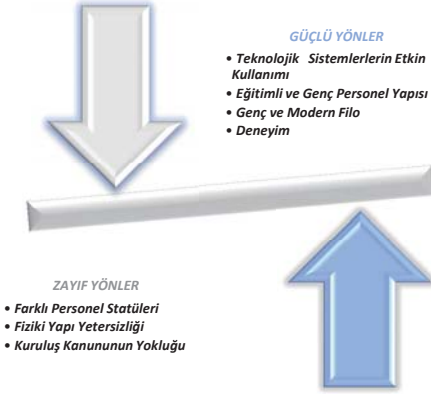 GÜÇLÜ YÖNLER
• Teknolojik Sistemlerlerin Etkin
Kullanımı
• Eğitimli ve Genç Personel Yapısı
• Genç ve Modern Filo
• Deneyim
ZAYIF YÖNLER
• Farklı Personel Statüleri
• Fiziki Yapı Yetersizliği
• Kuruluş Kanununun Yokluğu